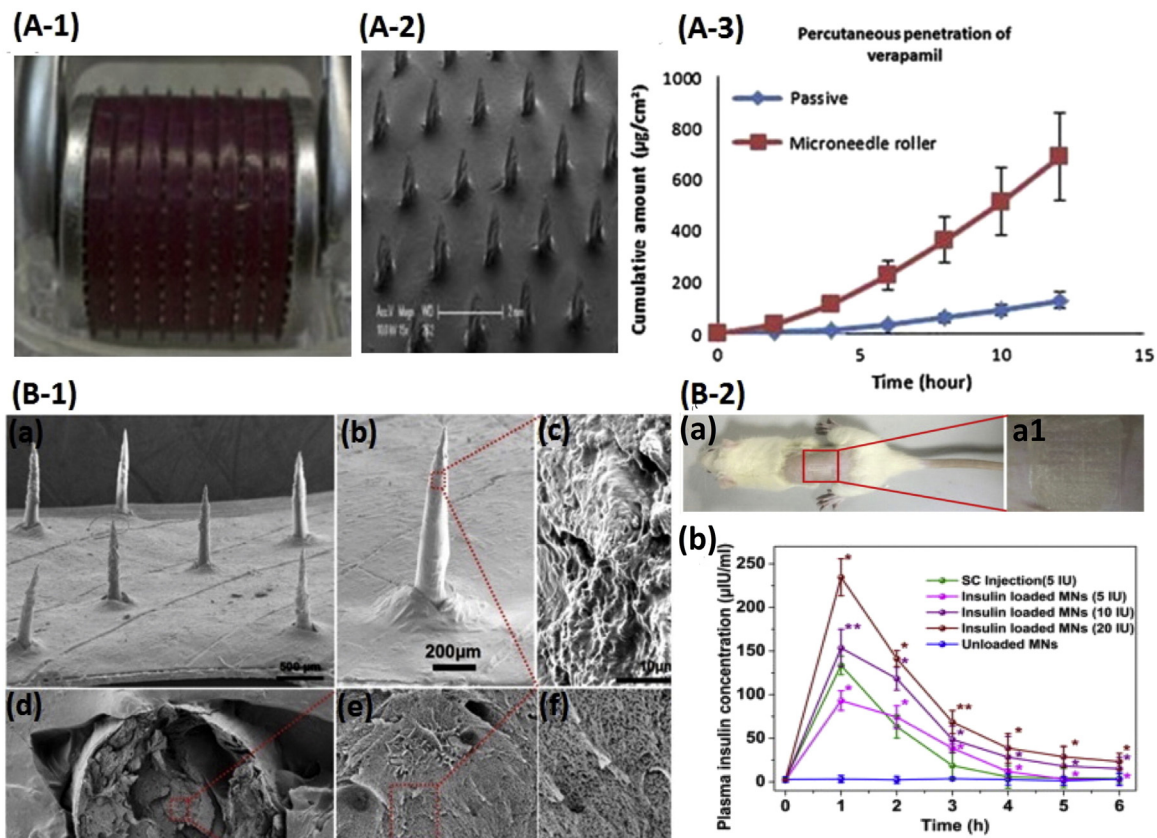 (A-1)
(A-2)
(A-3)
Percutaneous penetration of
verapamil
1000
800
600
400
200
0
Cumulative amount (µg/cm²)
Passive
Microneedle roller
0
5
10
15
Time (hour)
Acc.V Magn WD
2 mm
(B-1)
(a)
500 µm
(b)
200µm
(c)
10µm
(d)
(e)
(f)
(B-2)
(a)
a1
(b)
Plasma insulin concentration (µIU/ml)
250
200
150
100
50
0
SC Injection(5 IU)
Insulin loaded MNs (5 IU)
Insulin loaded MNs (10 IU)
Insulin loaded MNs (20 IU)
Unloaded MNs
*
**
*
*
*
*
**
*
*
*
*
*
*
*
*
*
*
0
1
2
3
4
5
6
Time (h)